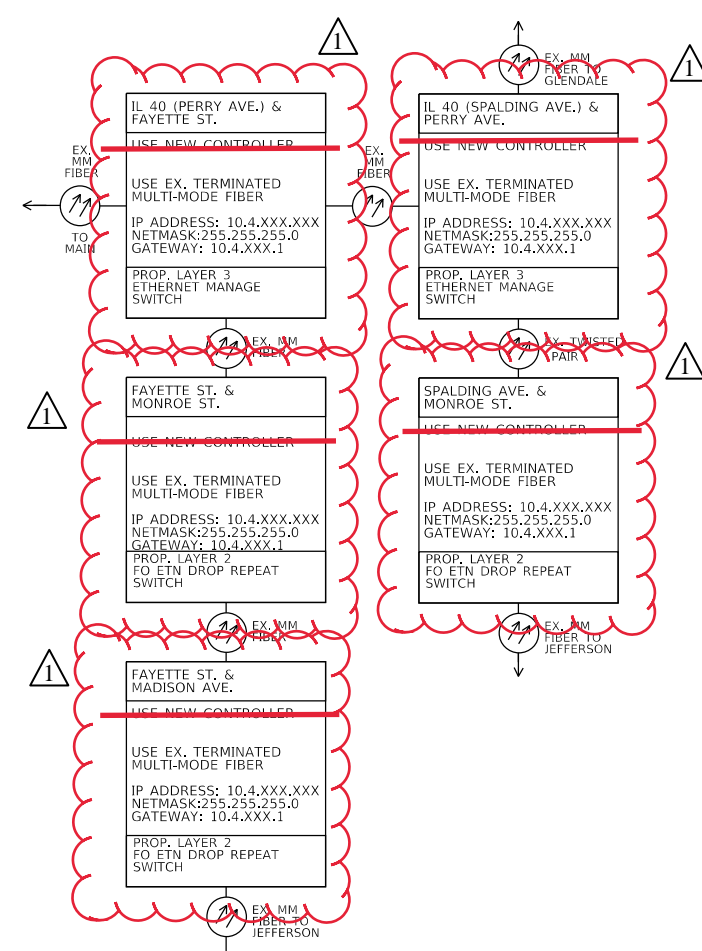 1
EX. MM
FIBER TO
GLENDALE
1
IL 40 (PERRY AVE.) &
FAYETTE ST.
USE NEW CONTROLLER
USE EX. TERMINATED
MULTI-MODE FIBER
IP ADDRESS: 10.4.XXX.XXX
NETMASK:255.255.255.0
GATEWAY: 10.4.XXX.1
PROP. LAYER 3
ETHERNET MANAGE
SWITCH
EX.
MM
FIBER
TO
MAIN
EX.
MM
FIBER
IL 40 (SPALDING AVE.) &
PERRY AVE.
USE NEW CONTROLLER
USE EX. TERMINATED
MULTI-MODE FIBER
IP ADDRESS: 10.4.XXX.XXX
NETMASK:255.255.255.0
GATEWAY: 10.4.XXX.1
PROP. LAYER 3
ETHERNET MANAGE
SWITCH
EX. MM
FIBER
EX. TWISTED
PAIR
1
1
FAYETTE ST. &
MONROE ST.
USE NEW CONTROLLER
USE EX. TERMINATED
MULTI-MODE FIBER
IP ADDRESS: 10.4.XXX.XXX
NETMASK:255.255.255.0
GATEWAY: 10.4.XXX.1
PROP. LAYER 2
FO ETN DROP REPEAT
SWITCH
SPALDING AVE. &
MONROE ST.
USE NEW CONTROLLER
USE EX. TERMINATED
MULTI-MODE FIBER
IP ADDRESS: 10.4.XXX.XXX
NETMASK:255.255.255.0
GATEWAY: 10.4.XXX.1
PROP. LAYER 2
FO ETN DROP REPEAT
SWITCH
EX. MM
FIBER
EX. MM
FIBER TO
JEFFERSON
1
FAYETTE ST. &
MADISON AVE.
USE NEW CONTROLLER
USE EX. TERMINATED
MULTI-MODE FIBER
IP ADDRESS: 10.4.XXX.XXX
NETMASK:255.255.255.0
GATEWAY: 10.4.XXX.1
PROP. LAYER 2
FO ETN DROP REPEAT
SWITCH
EX. MM
FIBER TO
JEFFERSON